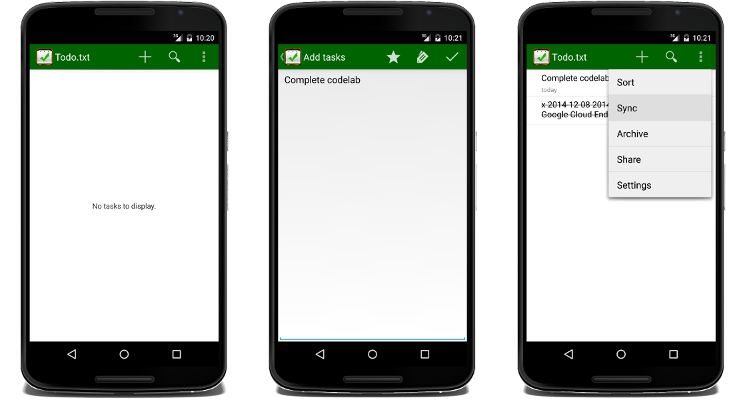 10:20
Todo.txt
No tasks to display.
10:21
Add tasks
Complete codelab
10:21
Todo.txt
Complete codelab
today
x 2014-12-08 2014
Google Cloud End
Sort
Sync
Archive
Share
Settings